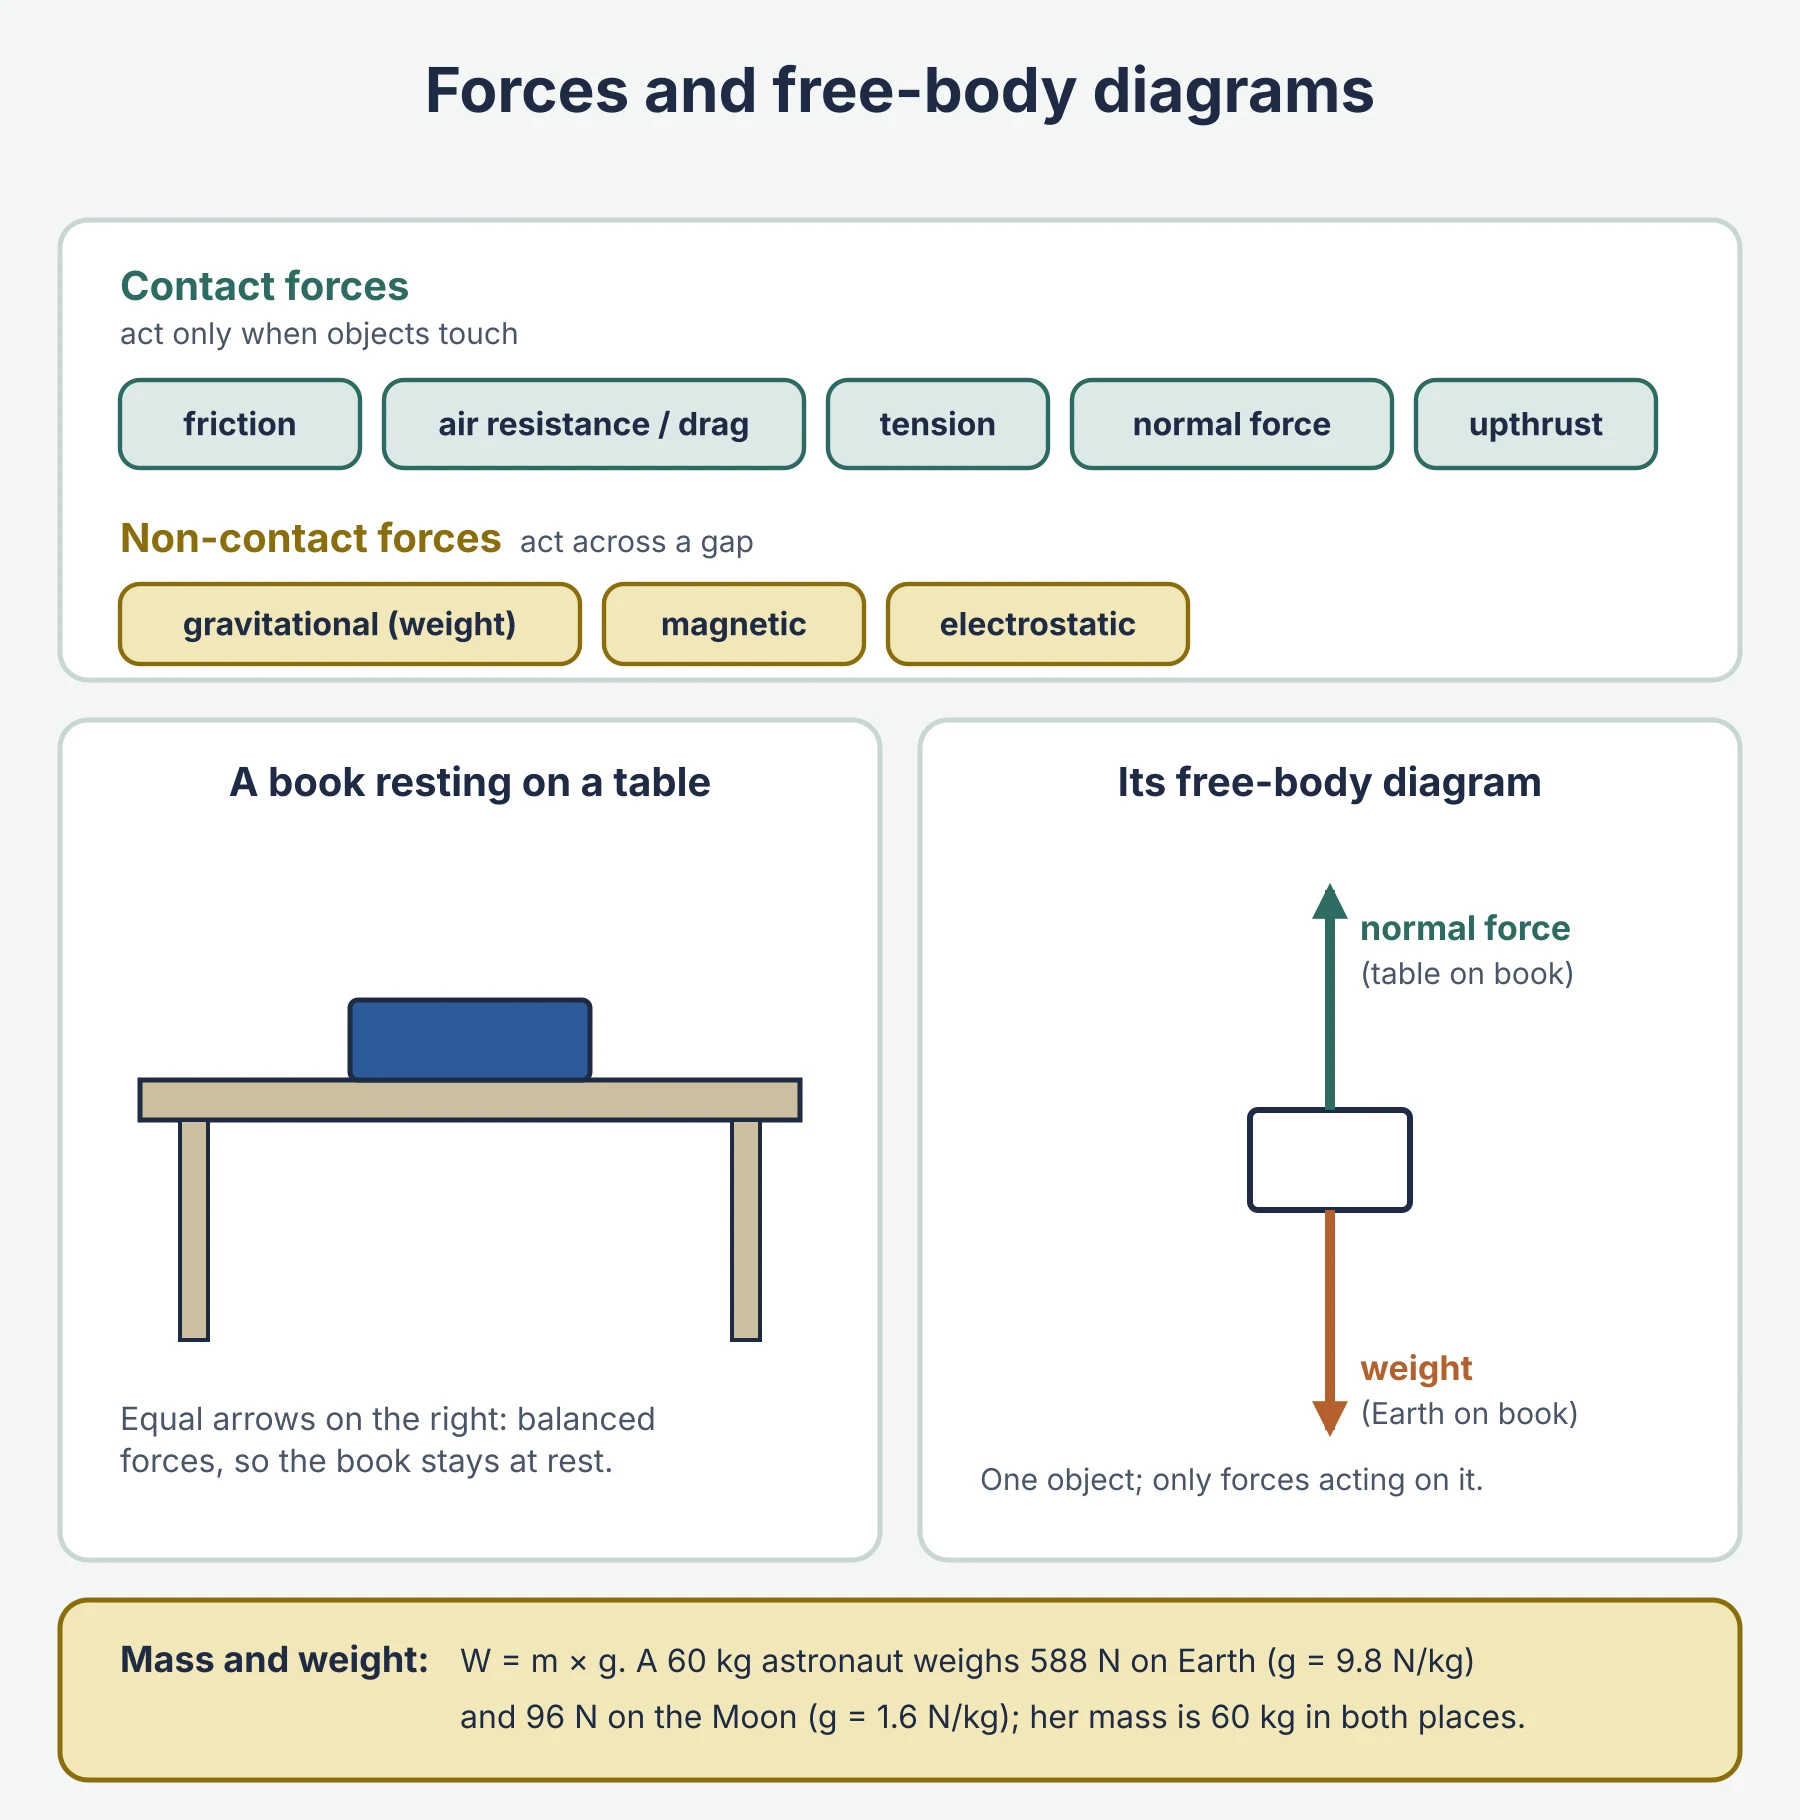 Forces and free-body diagrams
Contact forces
act only when objects touch
friction
air resistance / drag
tension
normal force
upthrust
Non-contact forces act across a gap
gravitational (weight)
magnetic
electrostatic
A book resting on a table
Equal arrows on the right: balanced
forces, so the book stays at rest.
Its free-body diagram
normal force
(table on book)
weight
(Earth on book)
One object; only forces acting on it.
Mass and weight: W = m × g. A 60 kg astronaut weighs 588 N on Earth (g = 9.8 N/kg)
and 96 N on the Moon (g = 1.6 N/kg); her mass is 60 kg in both places.